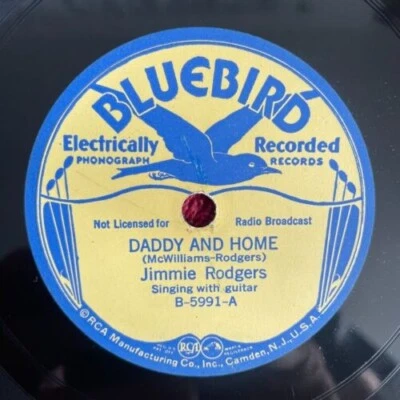 BLUEBIRD
Electrically Recorded
PHONOGRAPH RECORDS
Not Licensed for Radio Broadcast
DADDY AND HOME
(McWilliams-Rodgers)
Jimmie Rodgers
Singing with guitar
B-5991-A
RCA
©RCA Manufacturing Co., Inc., Camden, N.J., U.S.A.